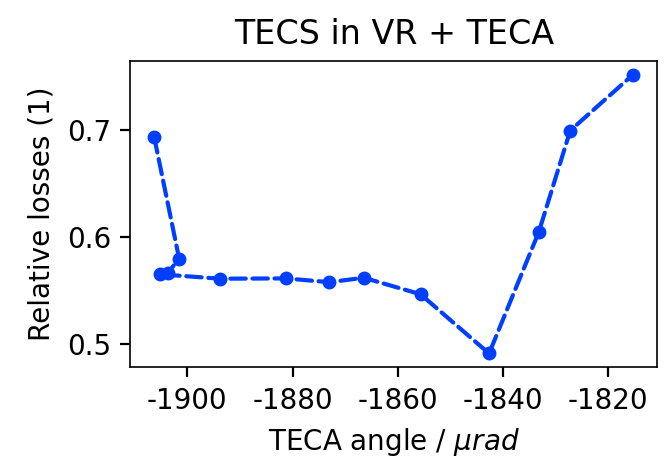 TECS in VR + TECA
Relative losses (1)
0.7
0.6
0.5
-1900 -1880 -1860 -1840 -1820
TECA angle / μrad